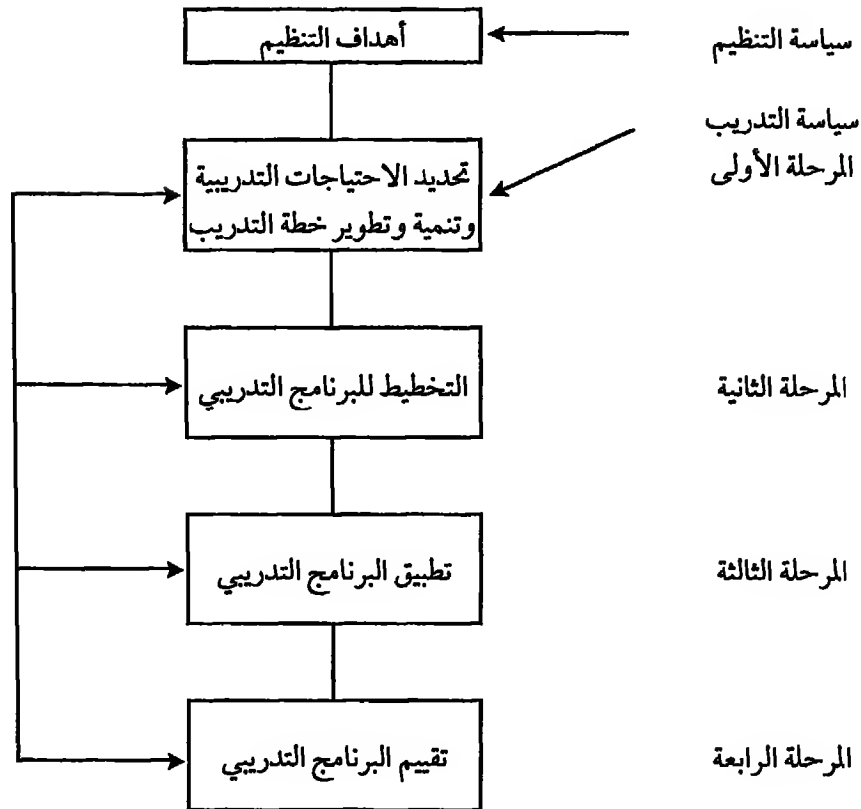 سياسة التنظيم
أهداف التنظيم
سياسة التدريب
المرحلة الأولى
تحديد الاحتياجات التدريبية
وتنمية وتطوير خطة التدريب
المرحلة الثانية
التخطيط للبرنامج التدريبي
المرحلة الثالثة
تطبيق البرنامج التدريبي
المرحلة الرابعة
تقييم البرنامج التدريبي